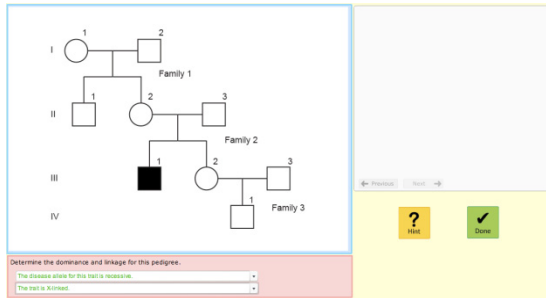 1 2
I
Family 1
1 2 3
II
Family 2
1 2 3
III
1 Family 3
IV
Previous Next
? ✔
Hint Done
Determine the dominance and linkage for this pedigree.
The disease allele for this trait is recessive.
The trait is X-linked.